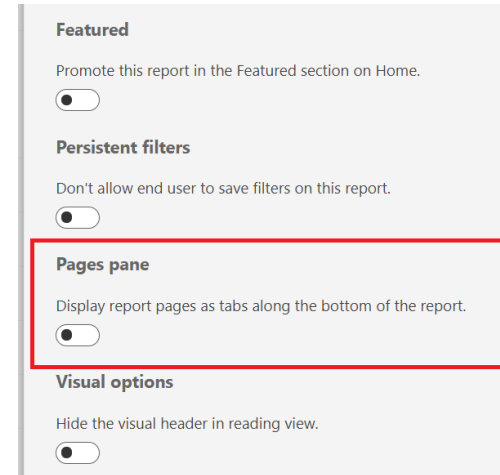 Featured
Promote this report in the Featured section on Home.
Persistent filters
Don't allow end user to save filters on this report.
Pages pane
Display report pages as tabs along the bottom of the report.
Visual options
Hide the visual header in reading view.